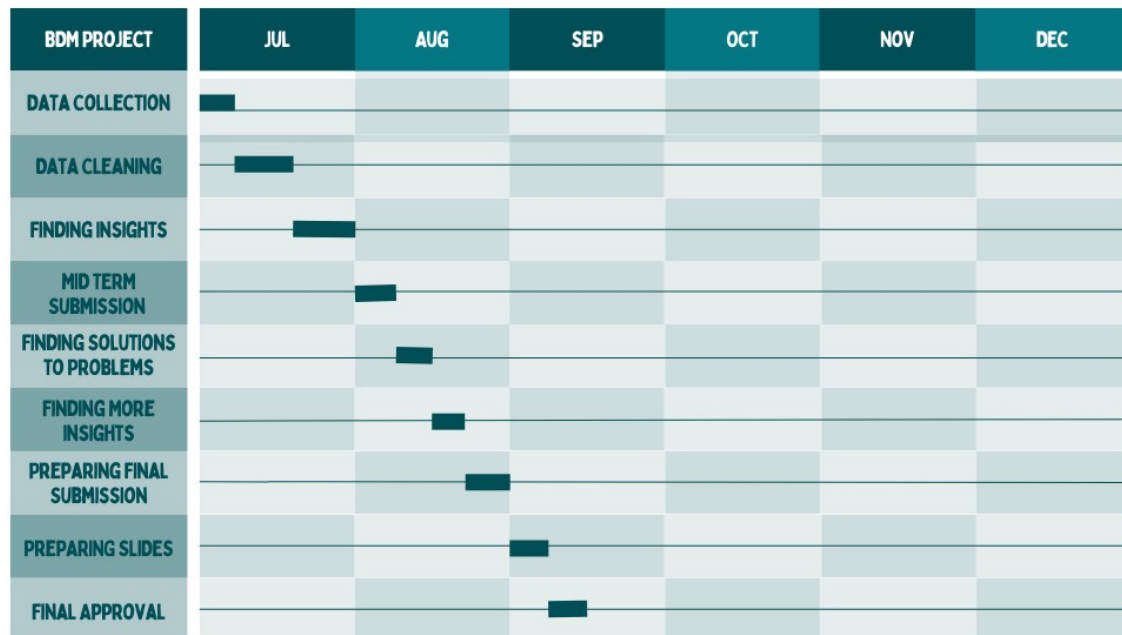 BDM PROJECT JUL AUG SEP OCT NOV DEC
DATA COLLECTION
DATA CLEANING
FINDING INSIGHTS
MID TERM
SUBMISSION
FINDING SOLUTIONS
TO PROBLEMS
FINDING MORE
INSIGHTS
PREPARING FINAL
SUBMISSION
PREPARING SLIDES
FINAL APPROVAL